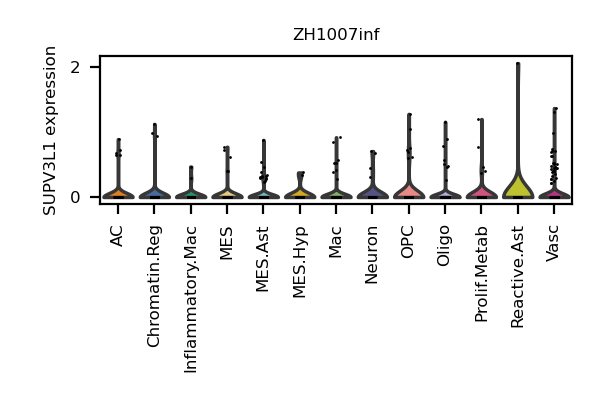 ZH1007inf
SUPV3L1 expression
2
0
AC
Chromatin.Reg
Inflammatory.Mac
MES
MES.Ast
MES.Hyp
Mac
Neuron
OPC
Oligo
Prolif.Metab
Reactive.Ast
Vasc